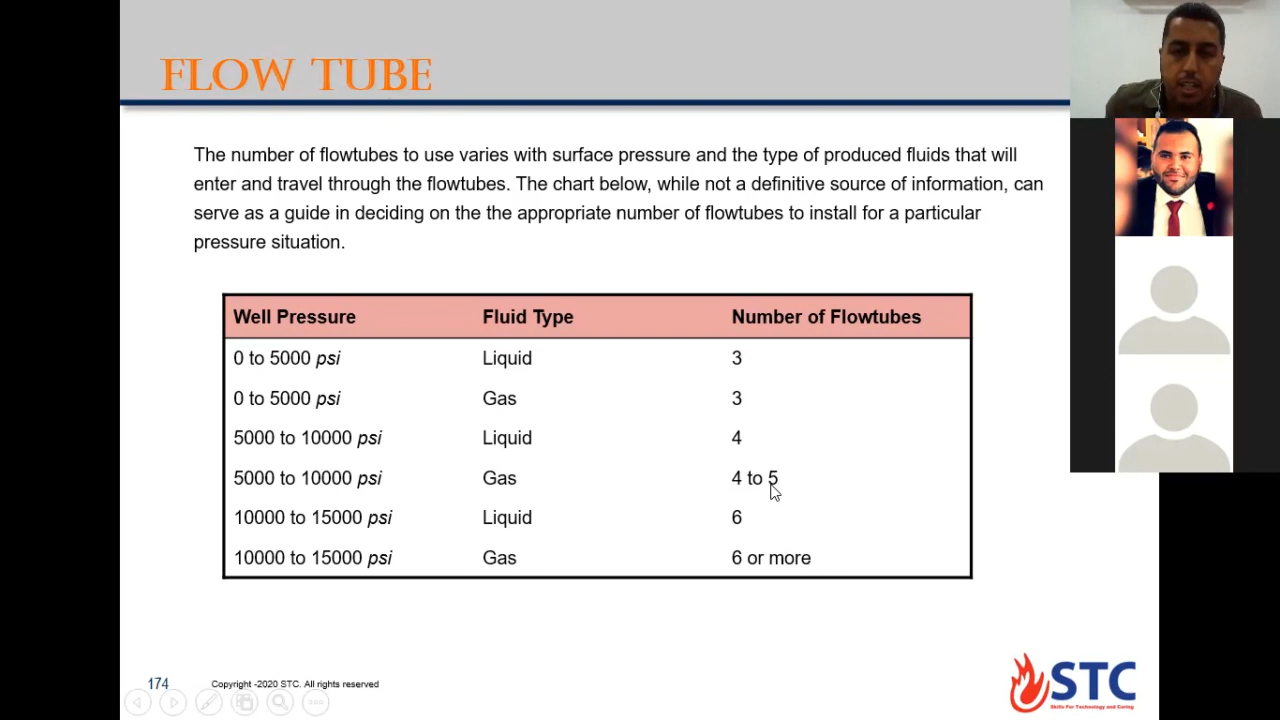 FLOW TUBE
The number of flowtubes to use varies with surface pressure and the type of produced fluids that will
enter and travel through the flowtubes. The chart below, while not a definitive source of information, can
serve as a guide in deciding on the the appropriate number of flowtubes to install for a particular
pressure situation.
Well Pressure Fluid Type Number of Flowtubes
0 to 5000 psi Liquid 3
0 to 5000 psi Gas 3
5000 to 10000 psi Liquid 4
5000 to 10000 psi Gas 4 to 5
10000 to 15000 psi Liquid 6
10000 to 15000 psi Gas 6 or more
174 Copyright -2020 STC. All rights reserved
STC
Skills For Technology and Caring